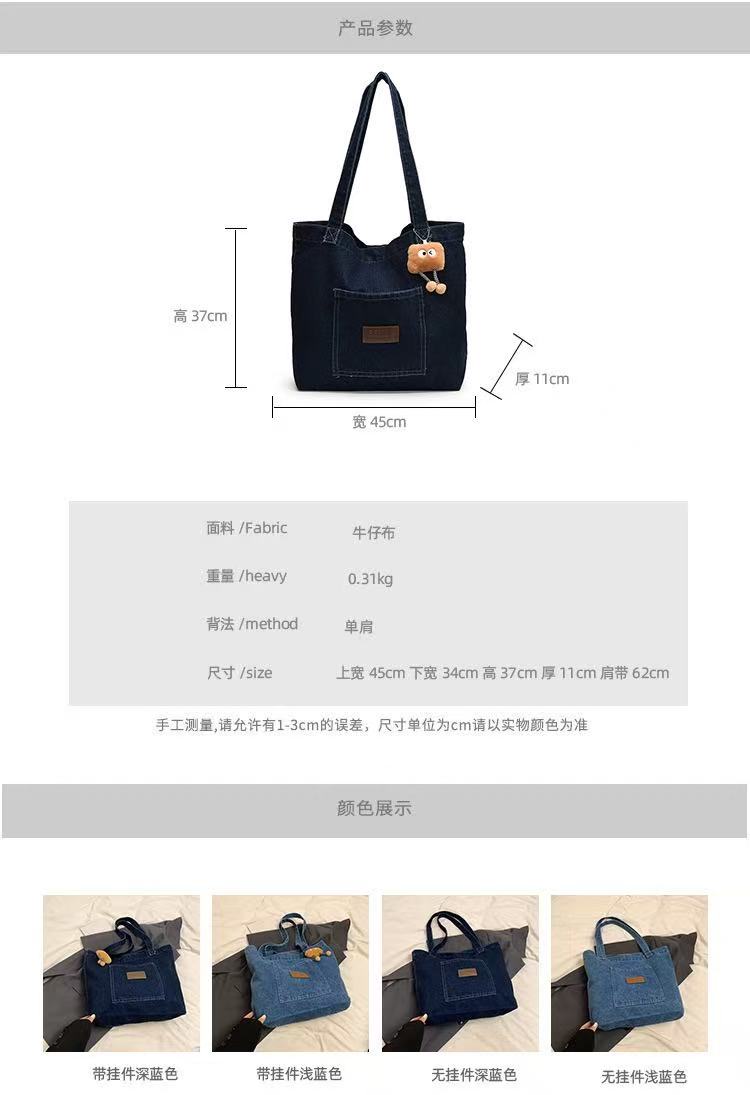 产品参数
高 37cm
厚 11cm
宽 45cm
面料 /Fabric 牛仔布
重量 /heavy 0.31kg
背法 /method 单肩
尺寸 /size 上宽 45cm 下宽 34cm 高 37cm 厚 11cm 肩带 62cm
手工测量,请允许有1-3cm的误差，尺寸单位为cm请以实物颜色为准
颜色展示
带挂件深蓝色 带挂件浅蓝色 无挂件深蓝色 无挂件浅蓝色